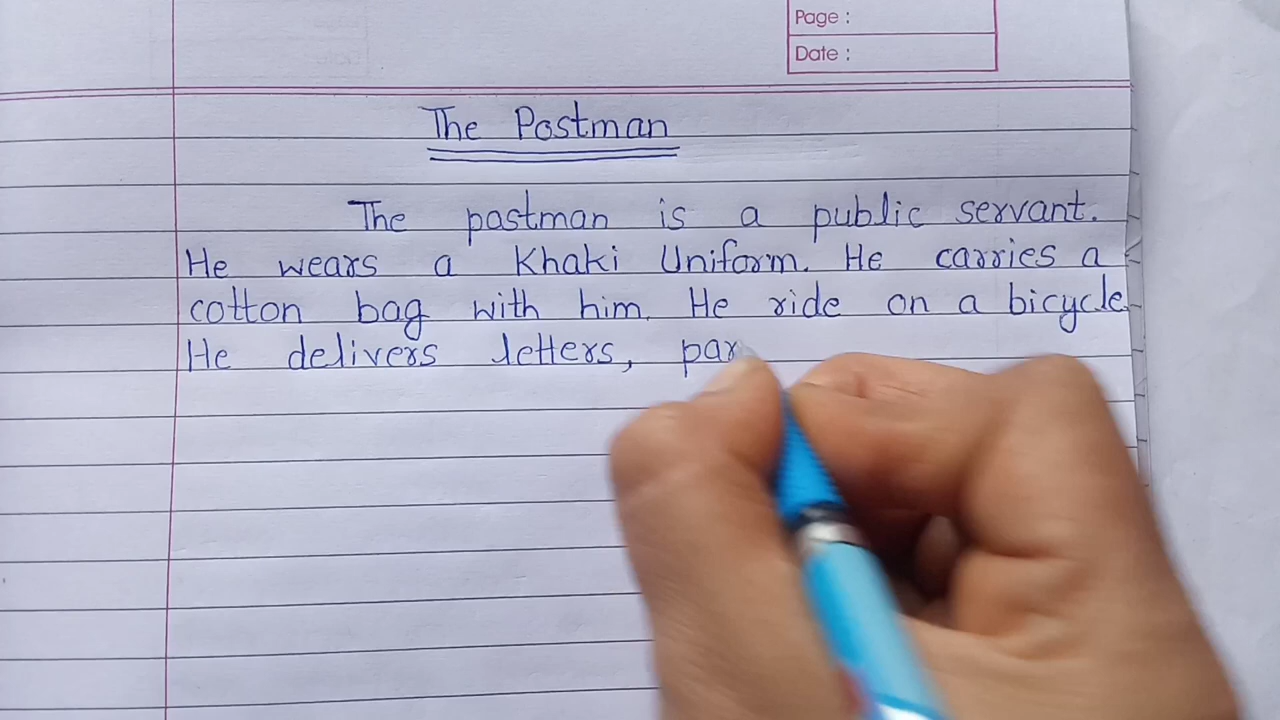 Page :
Date :
The Postman
The postman is a public servant.
He wears a Khaki Uniform. He carries a
cotton bag with him. He ride on a bicycle.
He delivers letters, par